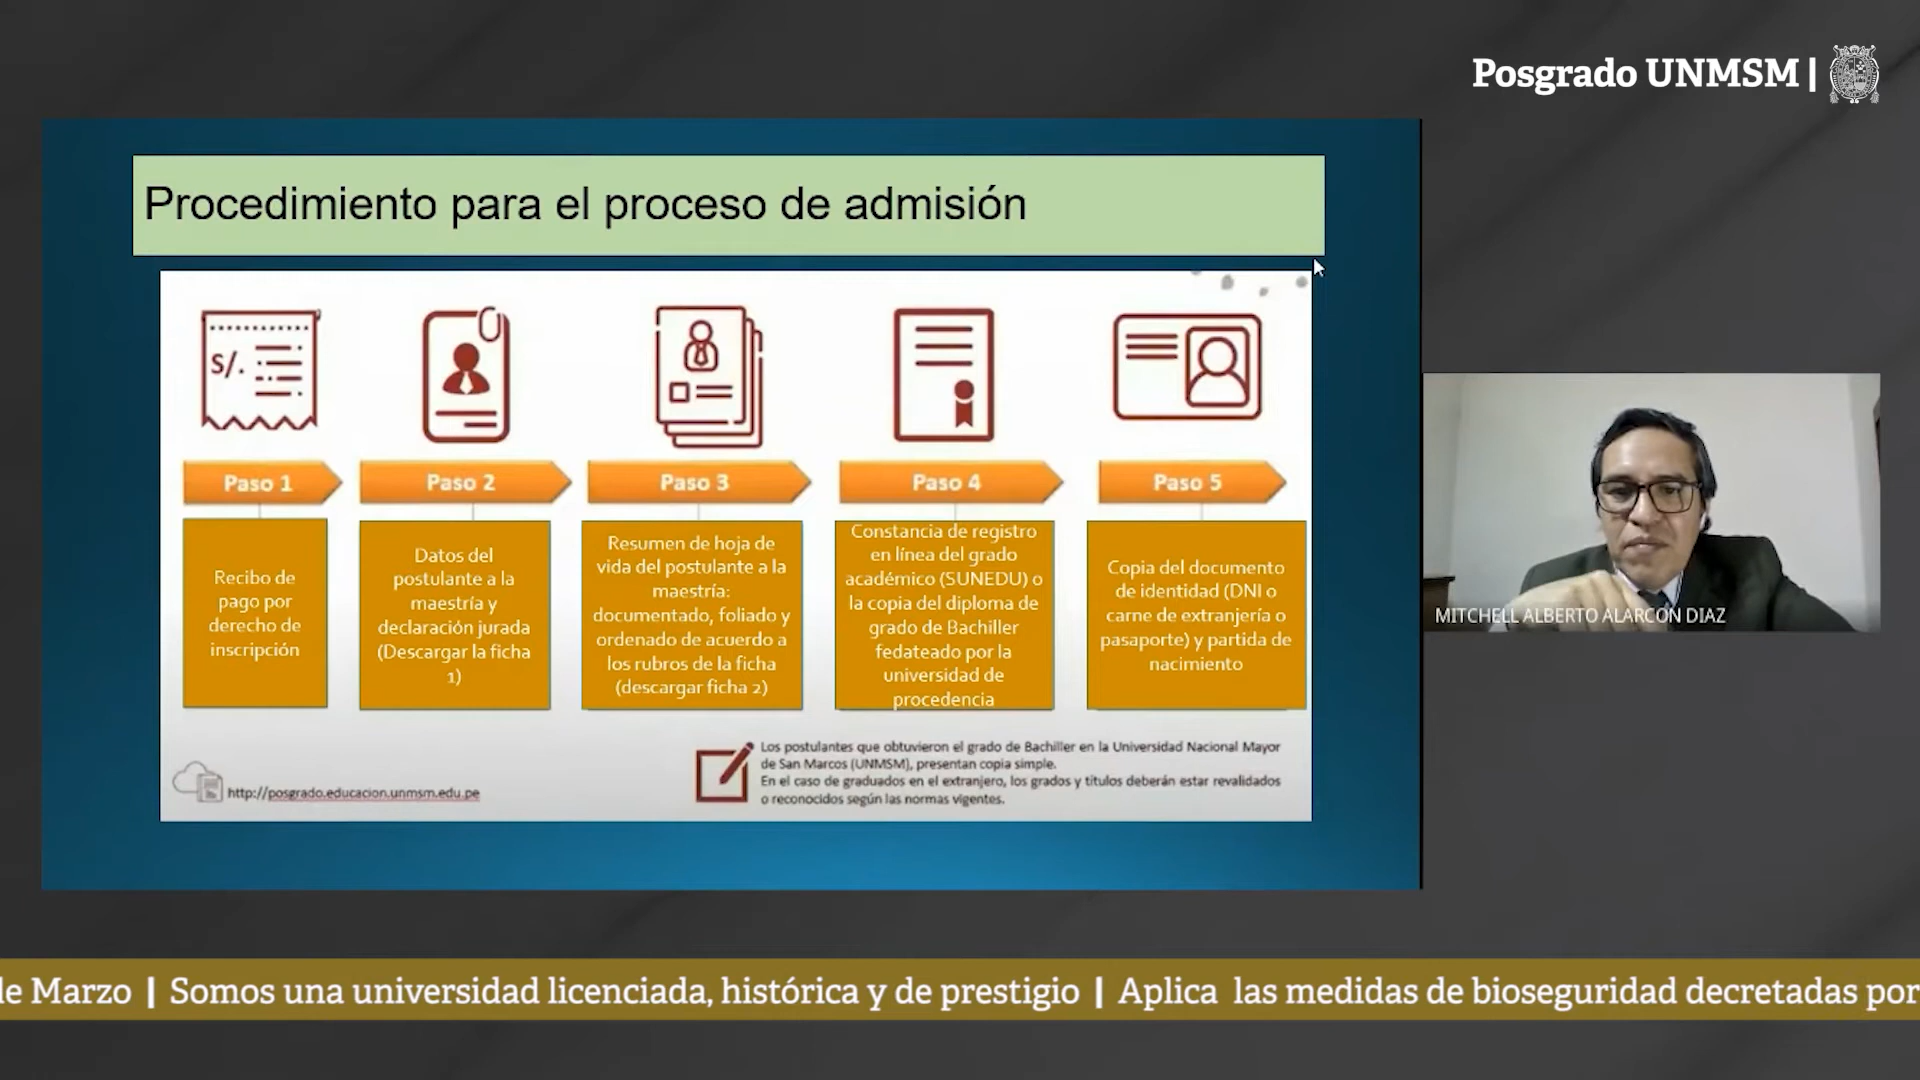 Posgrado UNMSM |
Procedimiento para el proceso de admisión
S/.
Paso 1
Paso 2
Paso 3
Paso 4
Paso 5
Recibo de
pago por
derecho de
inscripción
Datos del
postulante a la
maestría y
declaración jurada
(Descargar la ficha
1)
Resumen de hoja de
vida del postulante a la
maestría:
documentado, foliado y
ordenado de acuerdo a
los rubros de la ficha
(descargar ficha 2)
Constancia de registro
en línea del grado
académico (SUNEDU) o
la copia del diploma de
grado de Bachiller
fedateado por la
universidad de
procedencia
Copia del documento
de identidad (DNI o
carne de extranjería o
pasaporte) y partida de
nacimiento
MITCHELL ALBERTO ALARCON DIAZ
Los postulantes que obtuvieron el grado de Bachiller en la Universidad Nacional Mayor
de San Marcos (UNMSM), presentan copia simple.
En el caso de graduados en el extranjero, los grados y títulos deberán estar revalidados
o reconocidos según las normas vigentes.
http://posgrado.educacion.unmsm.edu.pe
de Marzo | Somos una universidad licenciada, histórica y de prestigio | Aplica las medidas de bioseguridad decretadas por